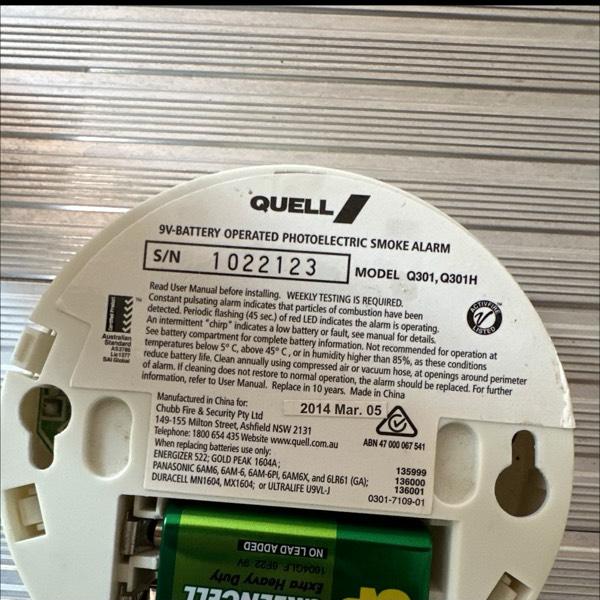 QUELL
9V-BATTERY OPERATED PHOTOELECTRIC SMOKE ALARM
S/N 1022123
MODEL Q301, Q301H
Read User Manual before installing. WEEKLY TESTING IS REQUIRED.
Constant pulsating alarm indicates that particles of combustion have been
detected. Periodic flashing (45 sec.) of red LED indicates the alarm is operating.
An intermittent "chirp" indicates a low battery or fault, see manual for details.
See battery compartment for complete battery information. Not recommended for operation at
temperatures below 5° C, above 45° C, or in humidity higher than 85%, as these conditions
reduce battery life. Clean annually using compressed air or vacuum hose, at openings around perimeter
of alarm. If cleaning does not restore to normal operation, the alarm should be replaced. For further
information, refer to User Manual. Replace in 10 years. Made in China
Australian
Standard
AS3786
Lic1377
SAI Global
ACTIVFIRE
LISTED
Manufactured in China for:
Chubb Fire & Security Pty Ltd
149-155 Milton Street, Ashfield NSW 2131
Telephone: 1800 654 435 Website www.quell.com.au
When replacing batteries use only:
ENERGIZER 522; GOLD PEAK 1604A;
PANASONIC 6AM6, 6AM-6, 6AM-6PI, 6AM6X, and 6LR61 (GA);
DURACELL MN1604, MX1604; or ULTRALIFE U9VL-J
2014 Mar. 05
ABN 47 000 067 541
135999
136000
136001
0301-7109-01
NO LEAD ADDED
1604GLF 6F22 9V
Extra Heavy Duty
GP